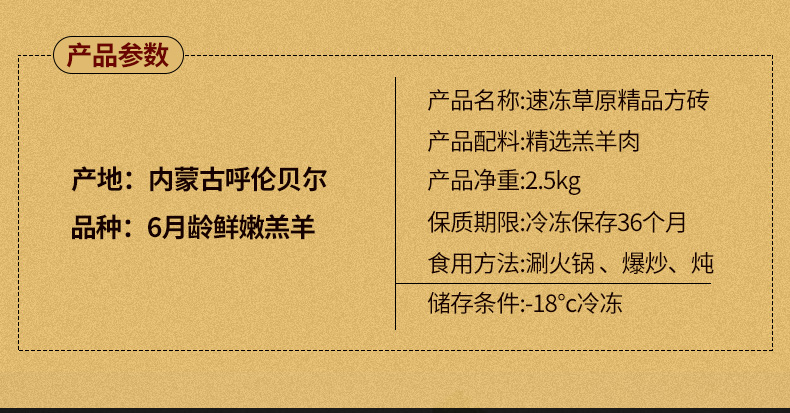 产品参数
产地：内蒙古呼伦贝尔
品种：6月龄鲜嫩羔羊
产品名称:速冻草原精品方砖
产品配料:精选羔羊肉
产品净重:2.5kg
保质期限:冷冻保存36个月
食用方法:涮火锅、爆炒、炖
储存条件:-18°c冷冻